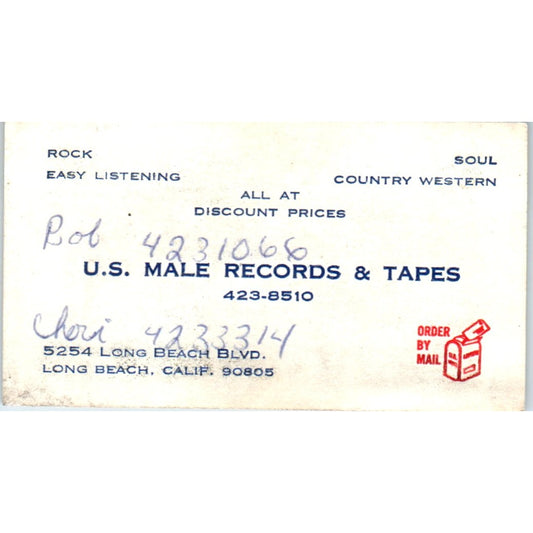 ROCK
SOUL
EASY LISTENING
COUNTRY WESTERN
ALL AT
DISCOUNT PRICES
Bob 4231066
U.S. MALE RECORDS & TAPES
423-8510
Cheri 4233314
5254 LONG BEACH BLVD.
LONG BEACH, CALIF. 90805
ORDER
BY
MAIL